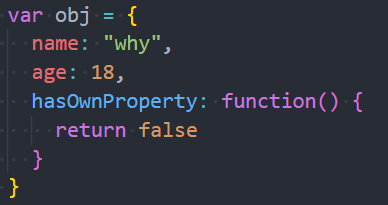 var obj = {
  name: "why",
  age: 18,
  hasOwnProperty: function() {
    return false
  }
}